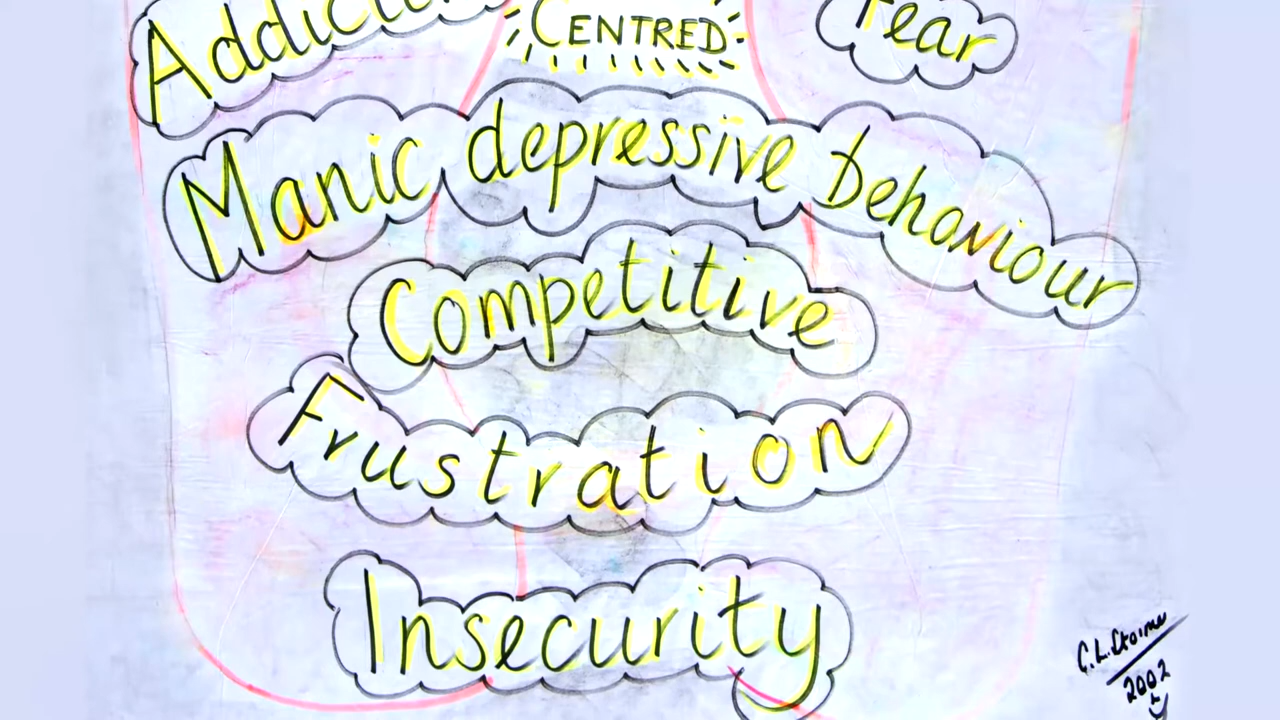 CENTRED
Fear
Manic depressive behaviour
Competitive
Frustration
Insecurity
2002